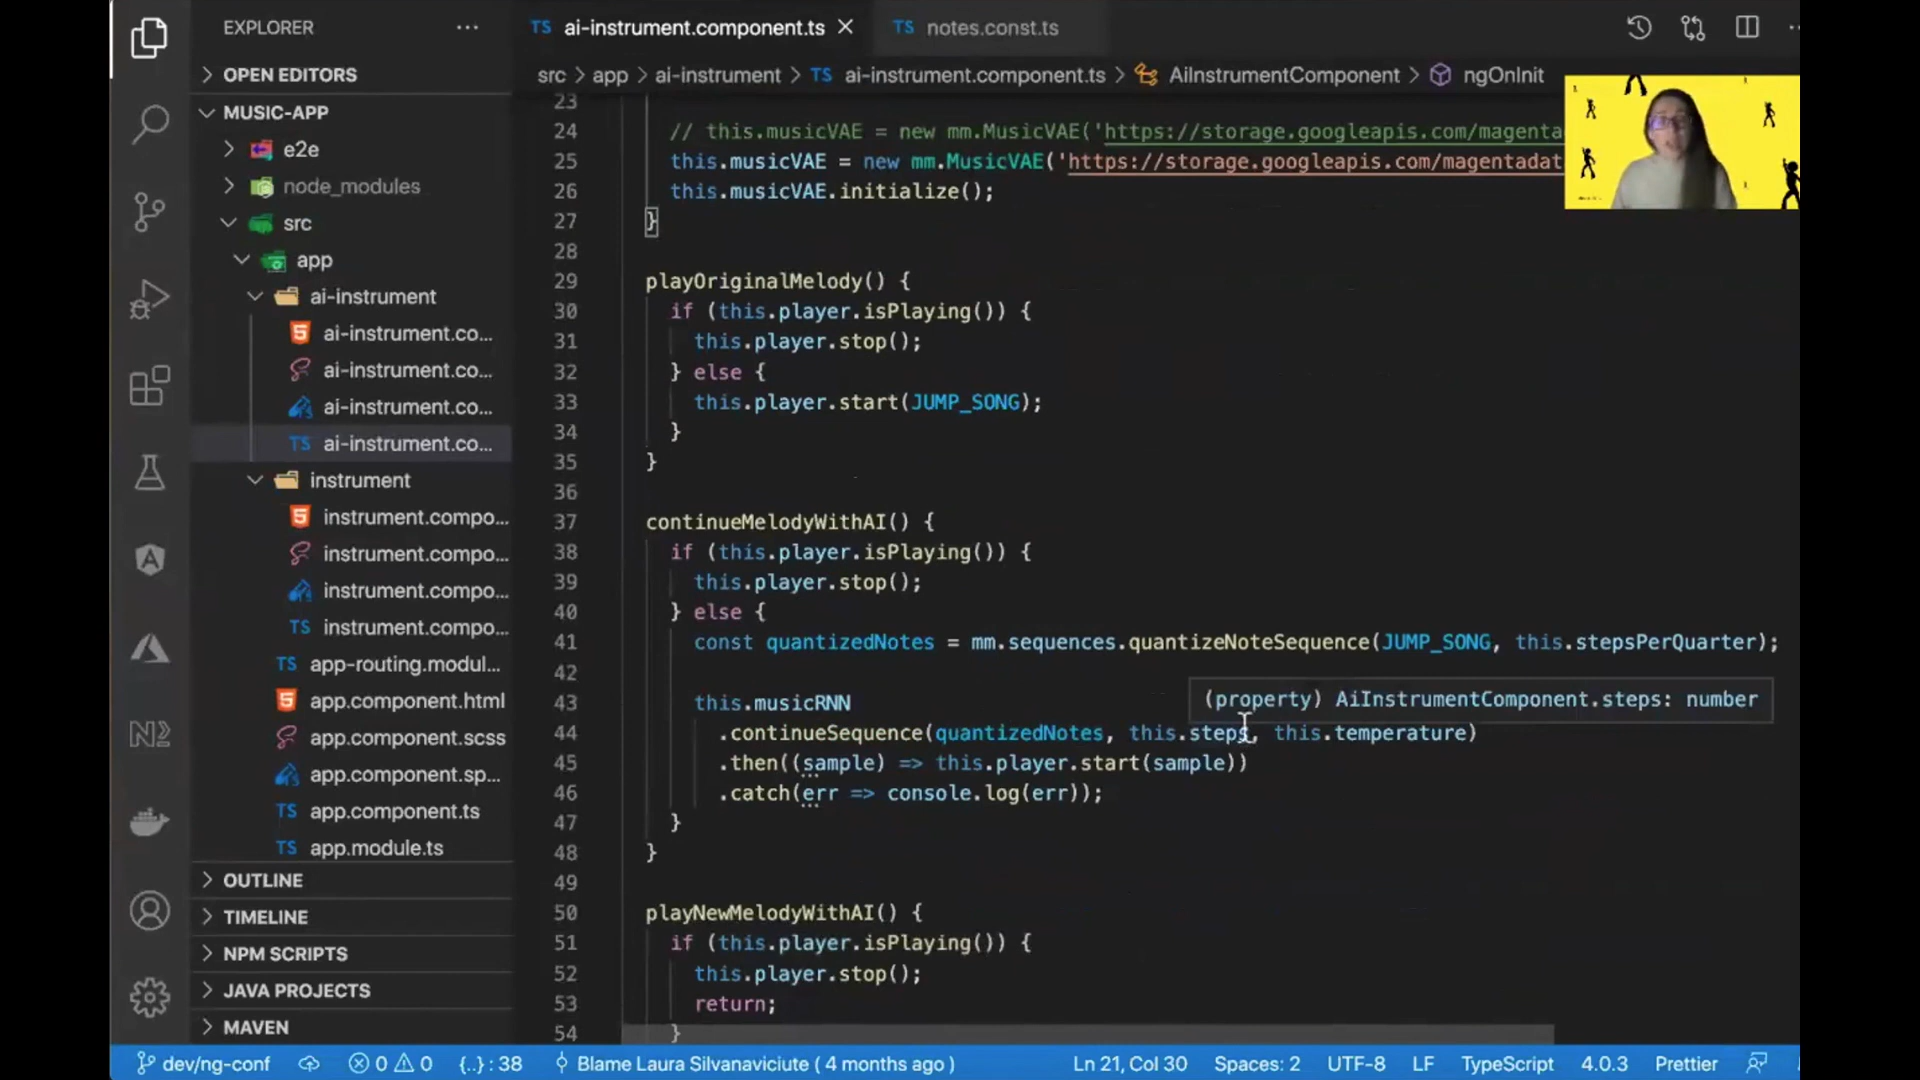 EXPLORER
ai-instrument.component.ts
TS notes.const.ts
OPEN EDITORS
src > app > ai-instrument > TS ai-instrument.component.ts > AiInstrumentComponent > ngOnInit
MUSIC-APP
e2e
node_modules
src
app
ai-instrument
ai-instrument.co...
ai-instrument.co...
ai-instrument.co...
TS ai-instrument.co...
instrument
instrument.compo...
instrument.compo...
instrument.compo...
TS instrument.compo...
TS app-routing.modul...
app.component.html
app.component.scss
app.component.sp...
TS app.component.ts
TS app.module.ts
OUTLINE
TIMELINE
NPM SCRIPTS
JAVA PROJECTS
MAVEN
23
24 // this.musicVAE = new mm.MusicVAE('https://storage.googleapis.com/magenta
25 this.musicVAE = new mm.MusicVAE('https://storage.googleapis.com/magentadat
26 this.musicVAE.initialize();
27 }
28
29 playOriginalMelody() {
30 if (this.player.isPlaying()) {
31 this.player.stop();
32 } else {
33 this.player.start(JUMP_SONG);
34 }
35 }
36
37 continueMelodyWithAI() {
38 if (this.player.isPlaying()) {
39 this.player.stop();
40 } else {
41 const quantizedNotes = mm.sequences.quantizeNoteSequence(JUMP_SONG, this.stepsPerQuarter);
42
43 this.musicRNN
(property) AiInstrumentComponent.steps: number
44 .continueSequence(quantizedNotes, this.steps, this.temperature)
45 .then((sample) => this.player.start(sample))
46 .catch(err => console.log(err));
47 }
48 }
49
50 playNewMelodyWithAI() {
51 if (this.player.isPlaying()) {
52 this.player.stop();
53 return;
54 }
dev/ng-conf 0 0 {..} : 38 Blame Laura Silvanaviciute ( 4 months ago ) Ln 21, Col 30 Spaces: 2 UTF-8 LF TypeScript 4.0.3 Prettier